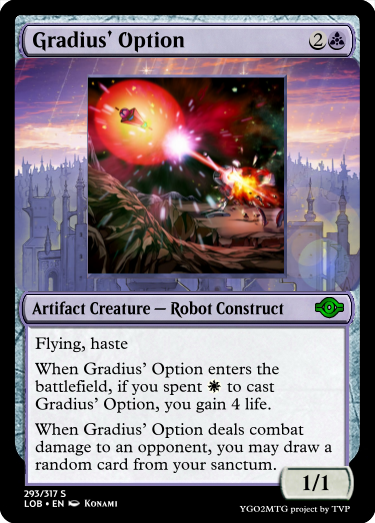 Gradius' Option 2
Artifact Creature — Robot Construct
Flying, haste
When Gradius' Option enters the
battlefield, if you spent to cast
Gradius' Option, you gain 4 life.
When Gradius' Option deals combat
damage to an opponent, you may draw a
random card from your sanctum.
1/1
293/317 S
LOB • EN Konami
YGO2MTG project by TVP